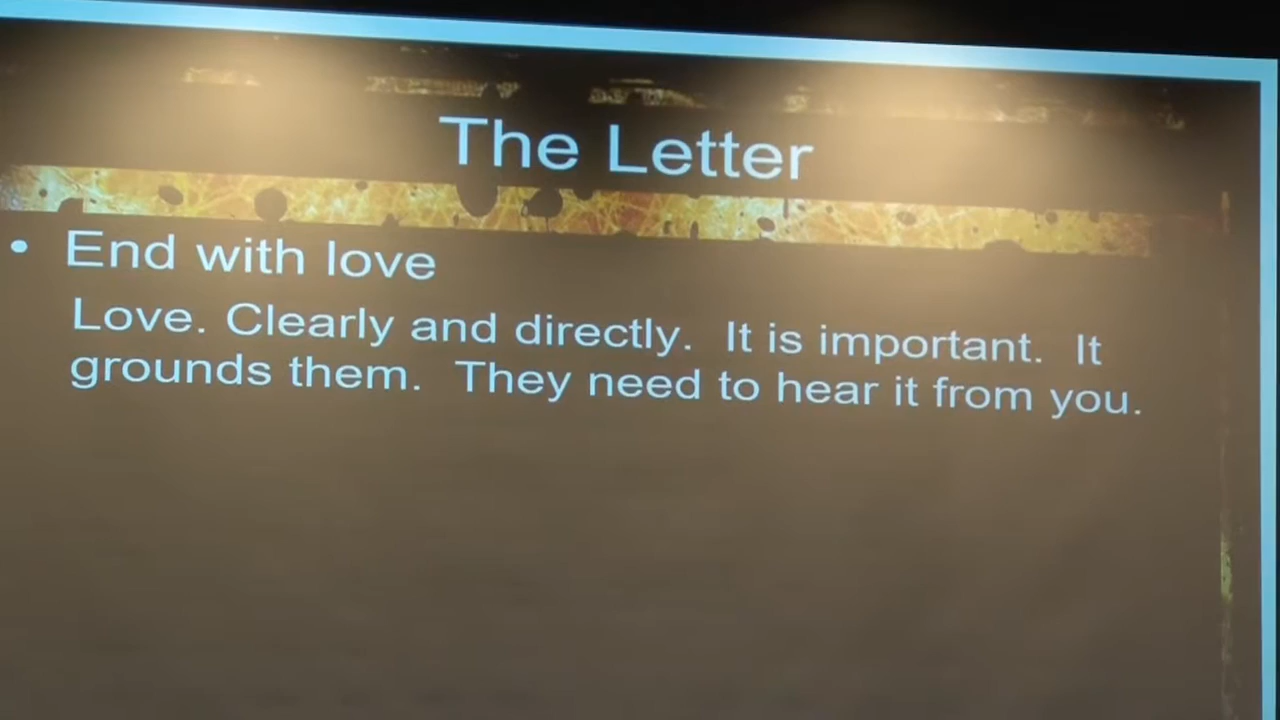 The Letter
• End with love
Love. Clearly and directly. It is important. It
grounds them. They need to hear it from you.